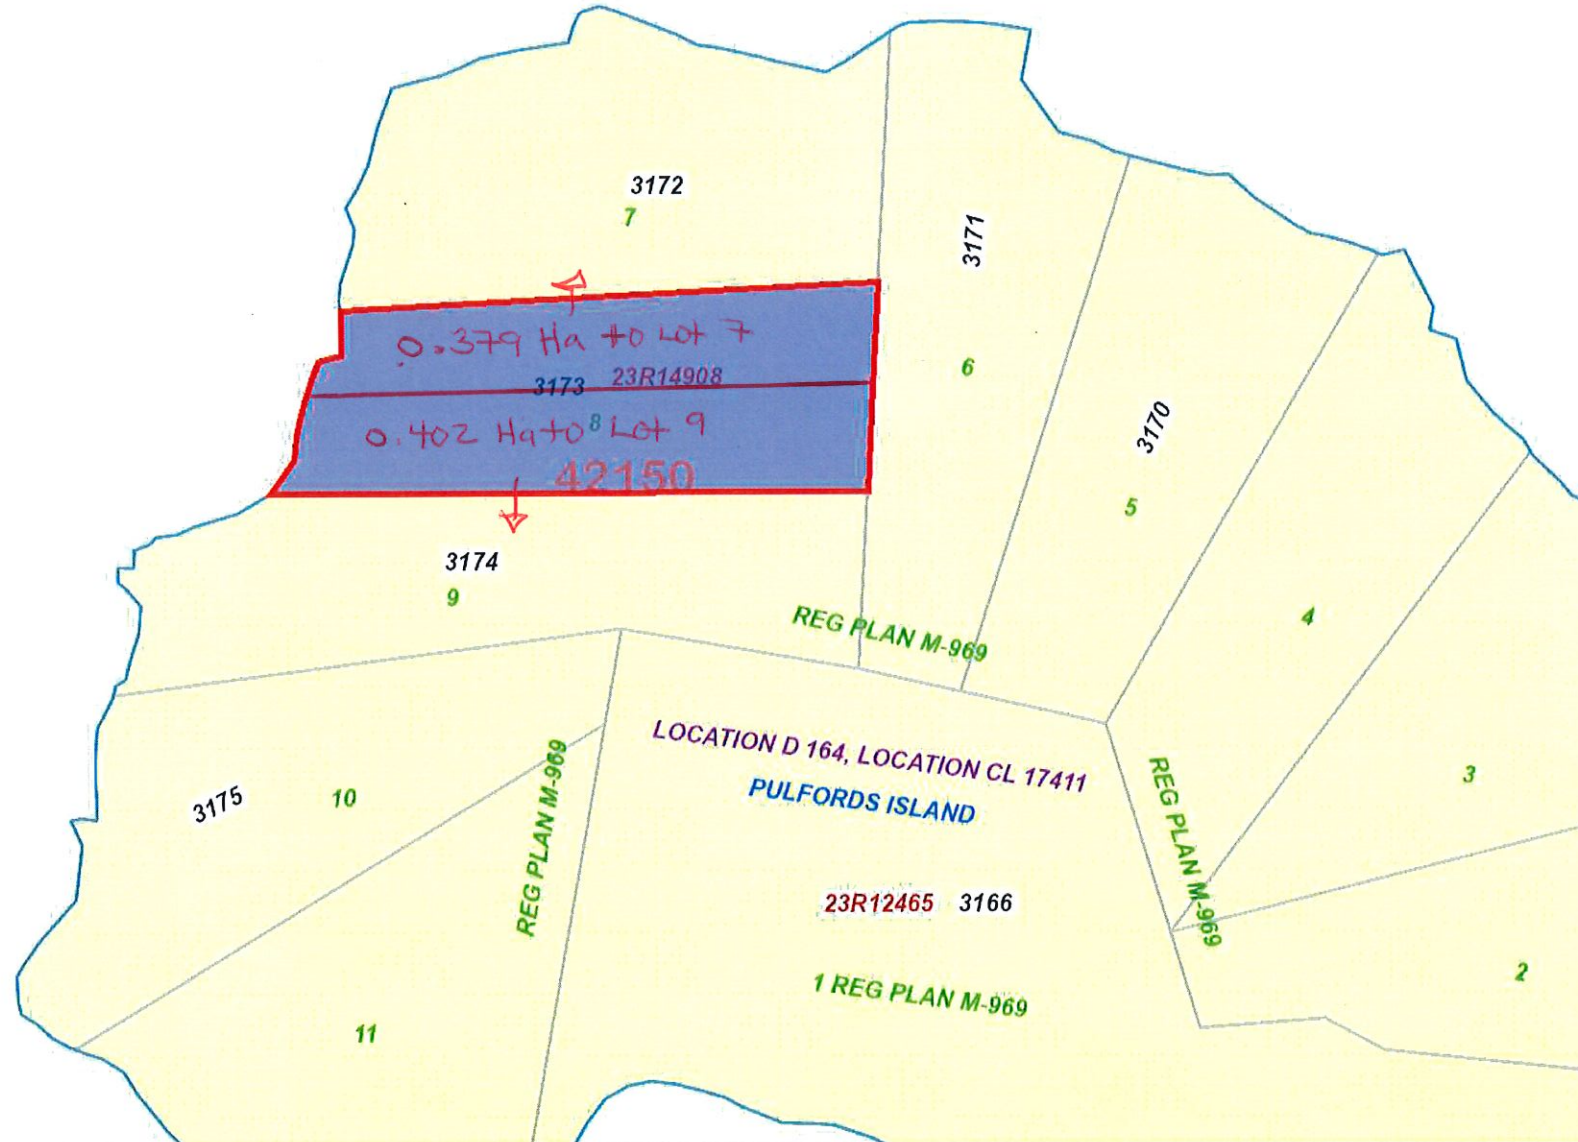 3172
7
3171
0.379 Ha to Lot 7
3173 23R14908
6
3170
8
0.402 Ha to Lot 9
42150
5
3174
9
4
REG PLAN M-969
LOCATION D 164, LOCATION CL 17411
PULFORDS ISLAND
3175
10
REG PLAN M-969
REG PLAN M-969
3
23R12465 3166
2
1 REG PLAN M-969
11